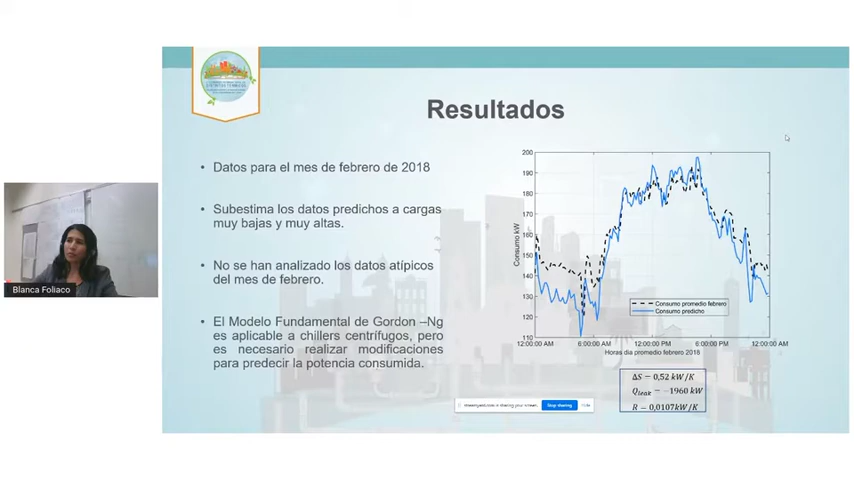 Resultados
• Datos para el mes de febrero de 2018
• Subestima los datos predichos a cargas
muy bajas y muy altas.
• No se han analizado los datos atípicos
del mes de febrero.
• El Modelo Fundamental de Gordon –Ng
es aplicable a chillers centrífugos, pero
es necesario realizar modificaciones
para predecir la potencia consumida.
Consumo kW
200
190
180
170
160
150
140
130
120
110
Consumo promedio febrero
Consumo predicho
12:00:00 AM 6:00:00 AM 12:00:00 PM 6:00:00 PM 12:00:00 AM
Horas dia promedio febrero 2018
ΔS = 0,52 kW/K
Qleak = −1960 kW
R = 0,0107kW/K
is sharing your screen.
Stop sharing
Hide
Blanca Foliaco